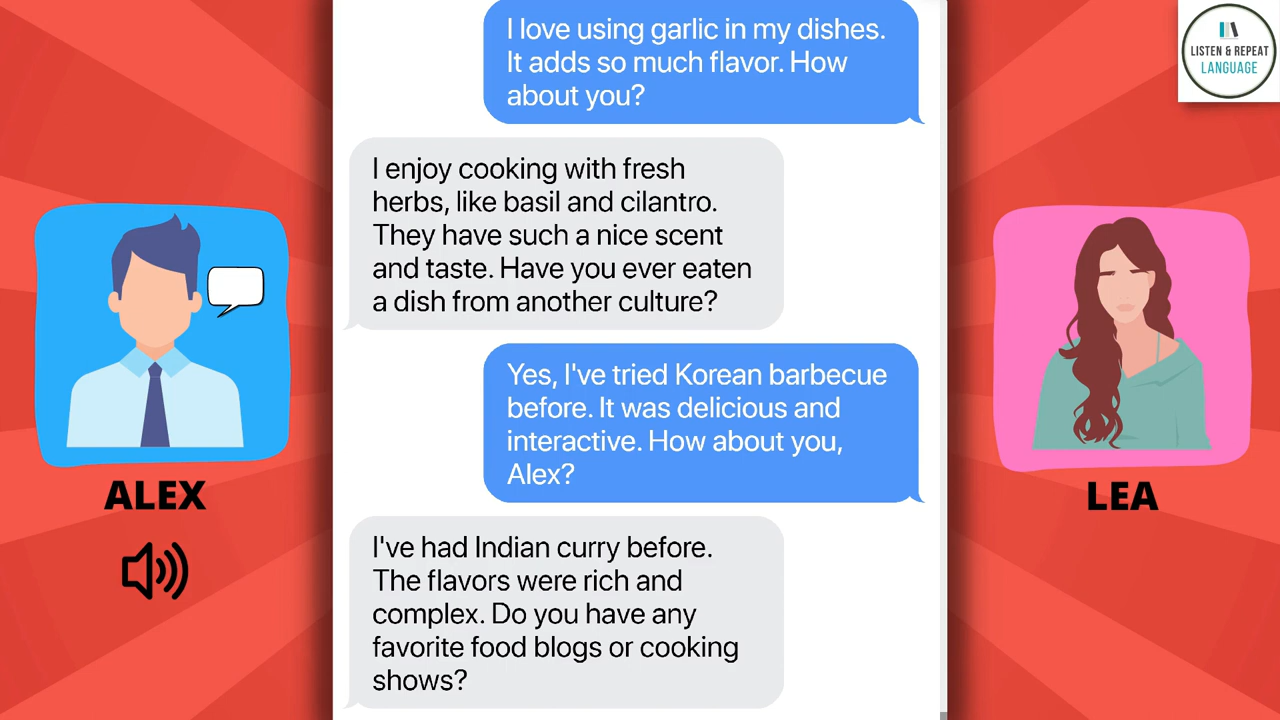 I love using garlic in my dishes.
It adds so much flavor. How
about you?
LISTEN & REPEAT
LANGUAGE
I enjoy cooking with fresh
herbs, like basil and cilantro.
They have such a nice scent
and taste. Have you ever eaten
a dish from another culture?
Yes, I've tried Korean barbecue
before. It was delicious and
interactive. How about you,
Alex?
ALEX
LEA
I've had Indian curry before.
The flavors were rich and
complex. Do you have any
favorite food blogs or cooking
shows?